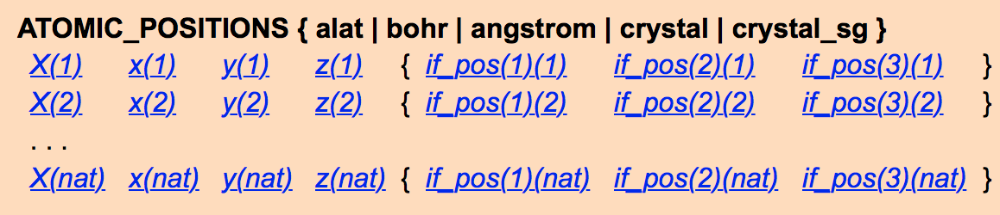 ATOMIC_POSITIONS { alat | bohr | angstrom | crystal | crystal_sg }
X(1) x(1) y(1) z(1) { if_pos(1)(1) if_pos(2)(1) if_pos(3)(1) }
X(2) x(2) y(2) z(2) { if_pos(1)(2) if_pos(2)(2) if_pos(3)(2) }
. . .
X(nat) x(nat) y(nat) z(nat) { if_pos(1)(nat) if_pos(2)(nat) if_pos(3)(nat) }